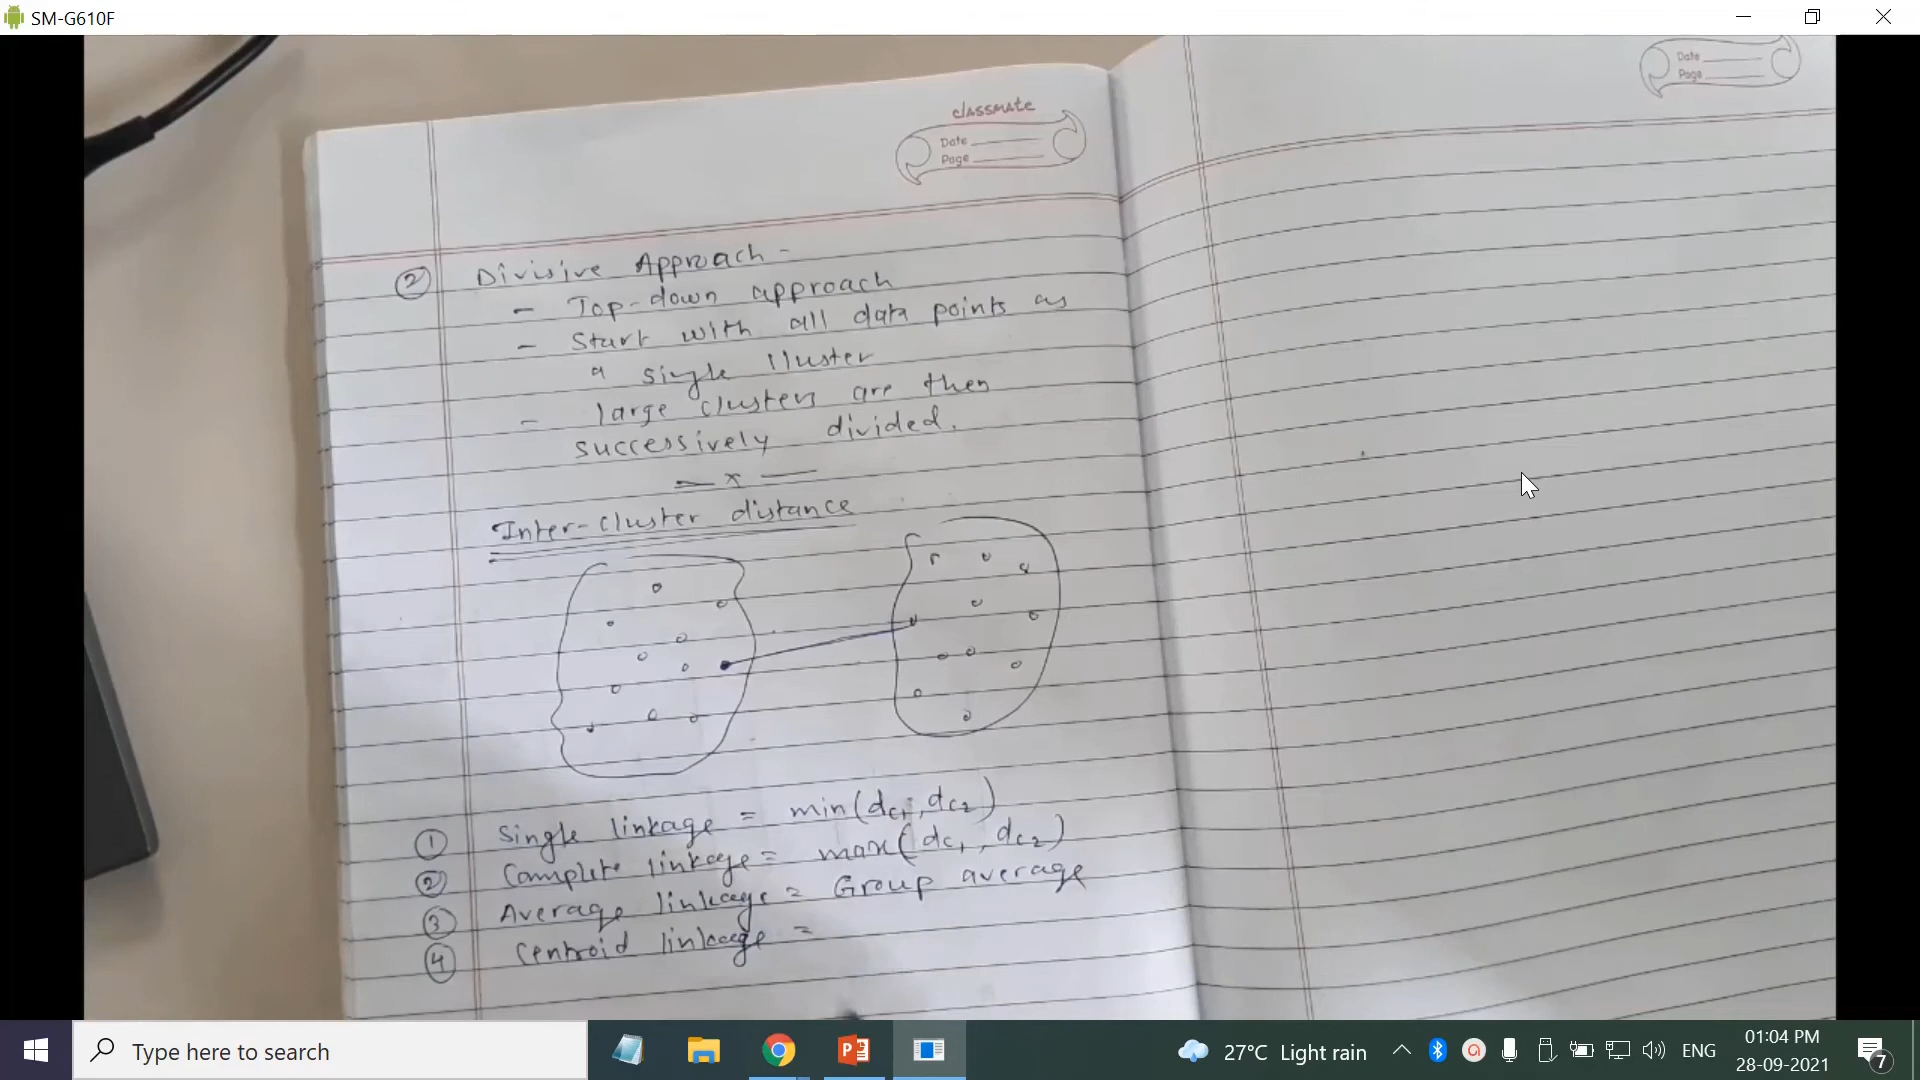 SM-G610F
classmate
Date
Page
Date
Page
② Divisive Approach -
- Top-down approach
- Start with all data points as
a single lluster
- large clusters are then
successively divided.
— x —
Inter-cluster distance
① Single linkage = min(dc₁, dc₂)
② Complete linkage = max(dc₁, dc₂)
③ Average linkage = Group average
④ Centroid linkage =
Type here to search
27°C Light rain
ENG
01:04 PM
28-09-2021
7